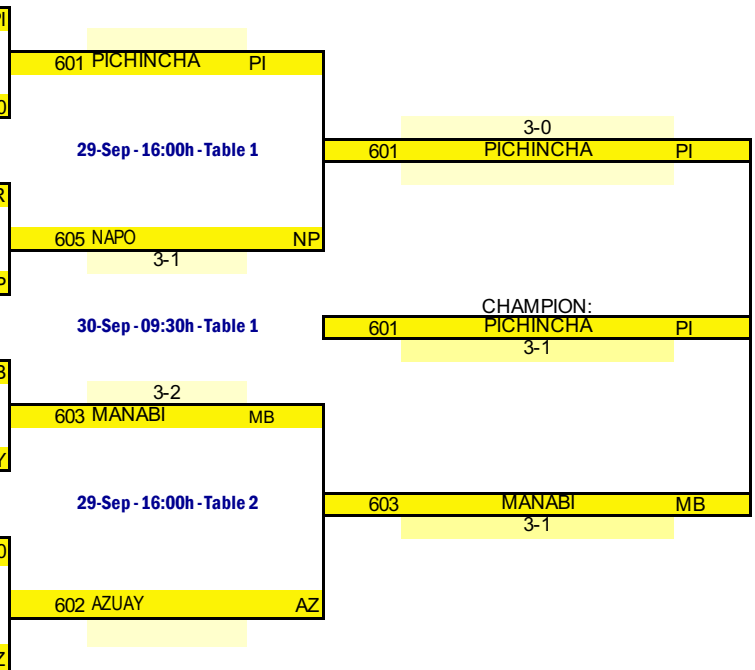 PI
601 PICHINCHA PI
3-0
29-Sep - 16:00h - Table 1
601 PICHINCHA PI
R
605 NAPO NP
3-1
P
CHAMPION:
30-Sep - 09:30h - Table 1
601 PICHINCHA PI
3-1
B
3-2
603 MANABI MB
Y
29-Sep - 16:00h - Table 2
603 MANABI MB
3-1
602 AZUAY AZ
Z